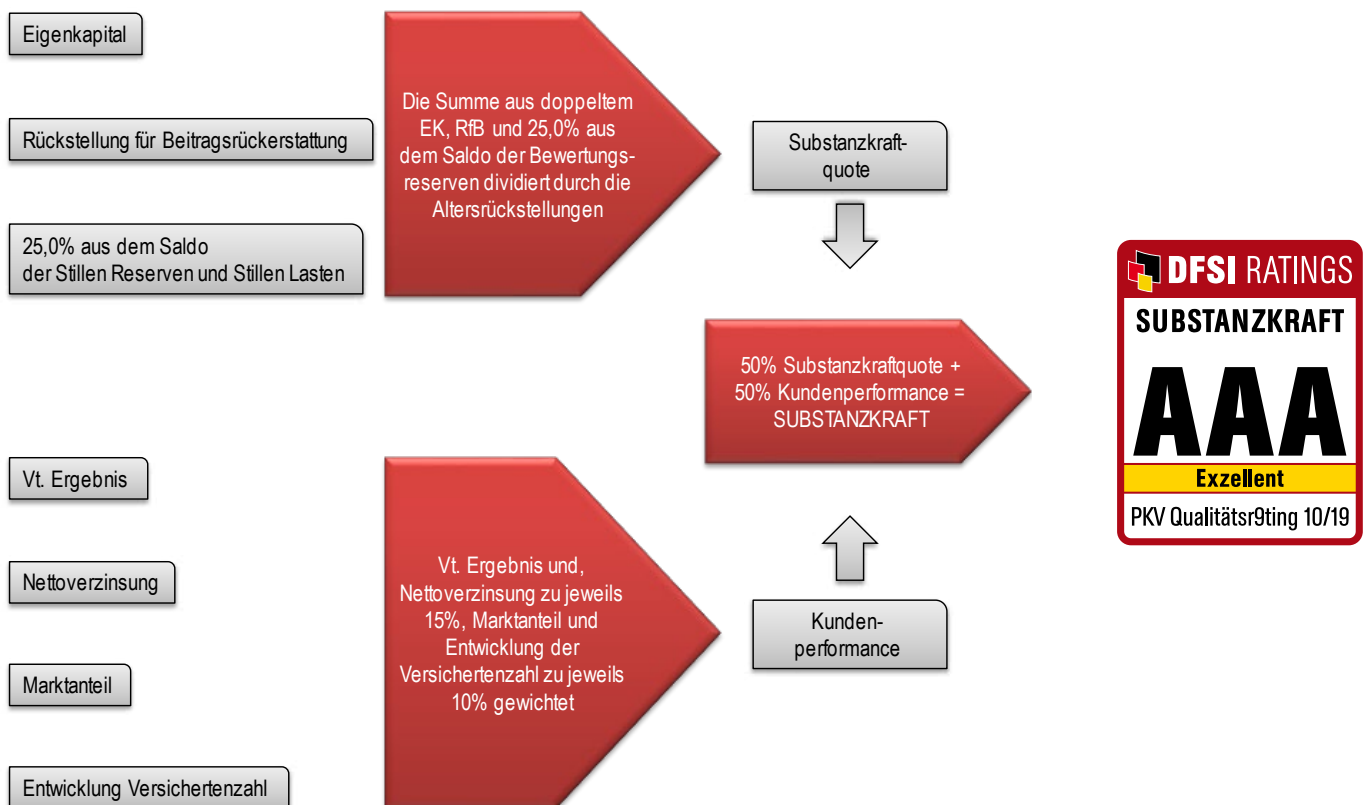 Eigenkapital
Rückstellung für Beitragsrückerstattung
25,0% aus dem Saldo
der Stillen Reserven und Stillen Lasten
Die Summe aus doppeltem
EK, RfB und 25,0% aus
dem Saldo der Bewertungs-
reserven dividiert durch die
Altersrückstellungen
Substanzkraft-
quote
50% Substanzkraftquote +
50% Kundenperformance =
SUBSTANZKRAFT
Vt. Ergebnis
Nettoverzinsung
Marktanteil
Entwicklung Versichertenzahl
Vt. Ergebnis und,
Nettoverzinsung zu jeweils
15%, Marktanteil und
Entwicklung der
Versichertenzahl zu jeweils
10% gewichtet
Kunden-
performance
DFSI RATINGS
SUBSTANZKRAFT
AAA
Exzellent
PKV Qualitätsr9ting 10/19